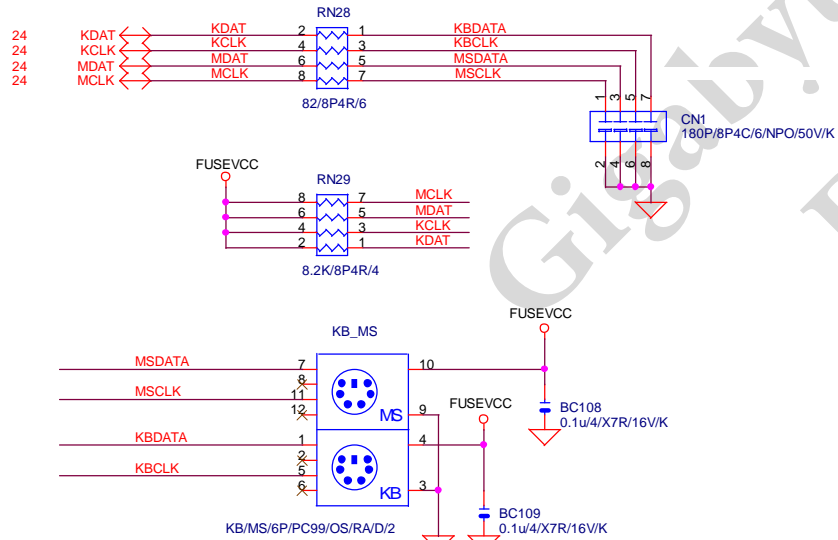 RN28
24 KDAT KDAT 2 1 KBDATA
24 KCLK KCLK 4 3 KBCLK
24 MDAT MDAT 6 5 MSDATA
24 MCLK MCLK 8 7 MSCLK
82/8P4R/6
1 3 5 7
CN1
180P/8P4C/6/NPO/50V/K
2 4 6 8
FUSEVCC
RN29
8 7 MCLK
6 5 MDAT
4 3 KCLK
2 1 KDAT
8.2K/8P4R/4
Gigabyt
FUSEVCC
KB_MS
MSDATA 7 10
8
MSCLK 11
12 MS 9
FUSEVCC
BC108
0.1u/4/X7R/16V/K
KBDATA 1 4
2
KBCLK 5
6 KB 3
KB/MS/6P/PC99/OS/RA/D/2
BC109
0.1u/4/X7R/16V/K